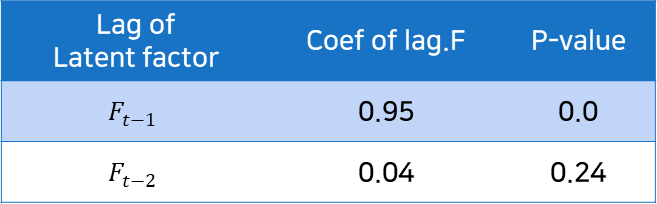 Lag of
Latent factor
Coef of lag.F
P-value
F_{t-1}
0.95
0.0
F_{t-2}
0.04
0.24